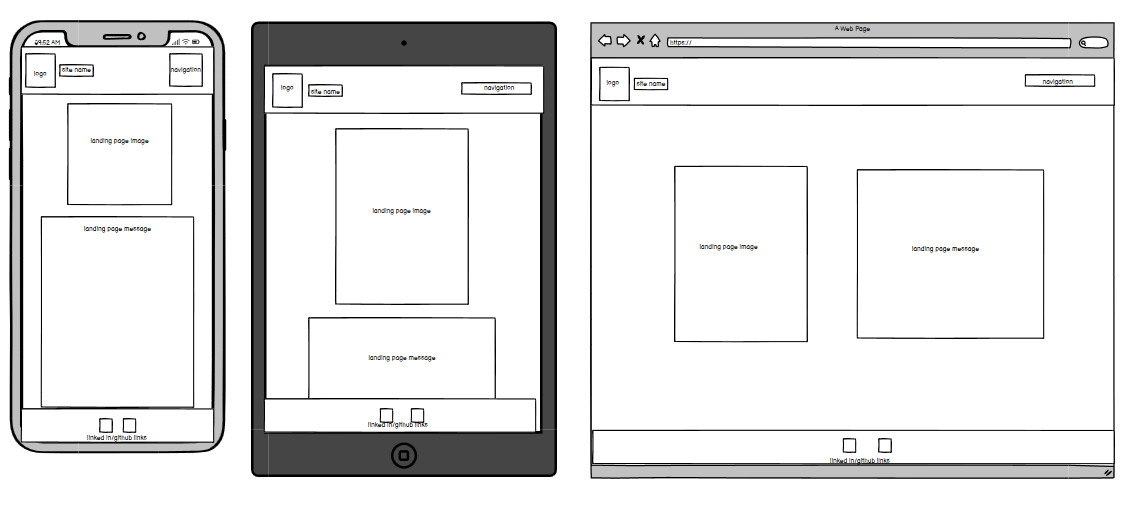 09:52 AM
logo
site name
navigation
landing page image
landing page message
linked in/github links
logo
site name
navigation
landing page image
landing page message
linked in/github links
A Web Page
https://
logo
site name
navigation
landing page image
landing page message
linked in/github links